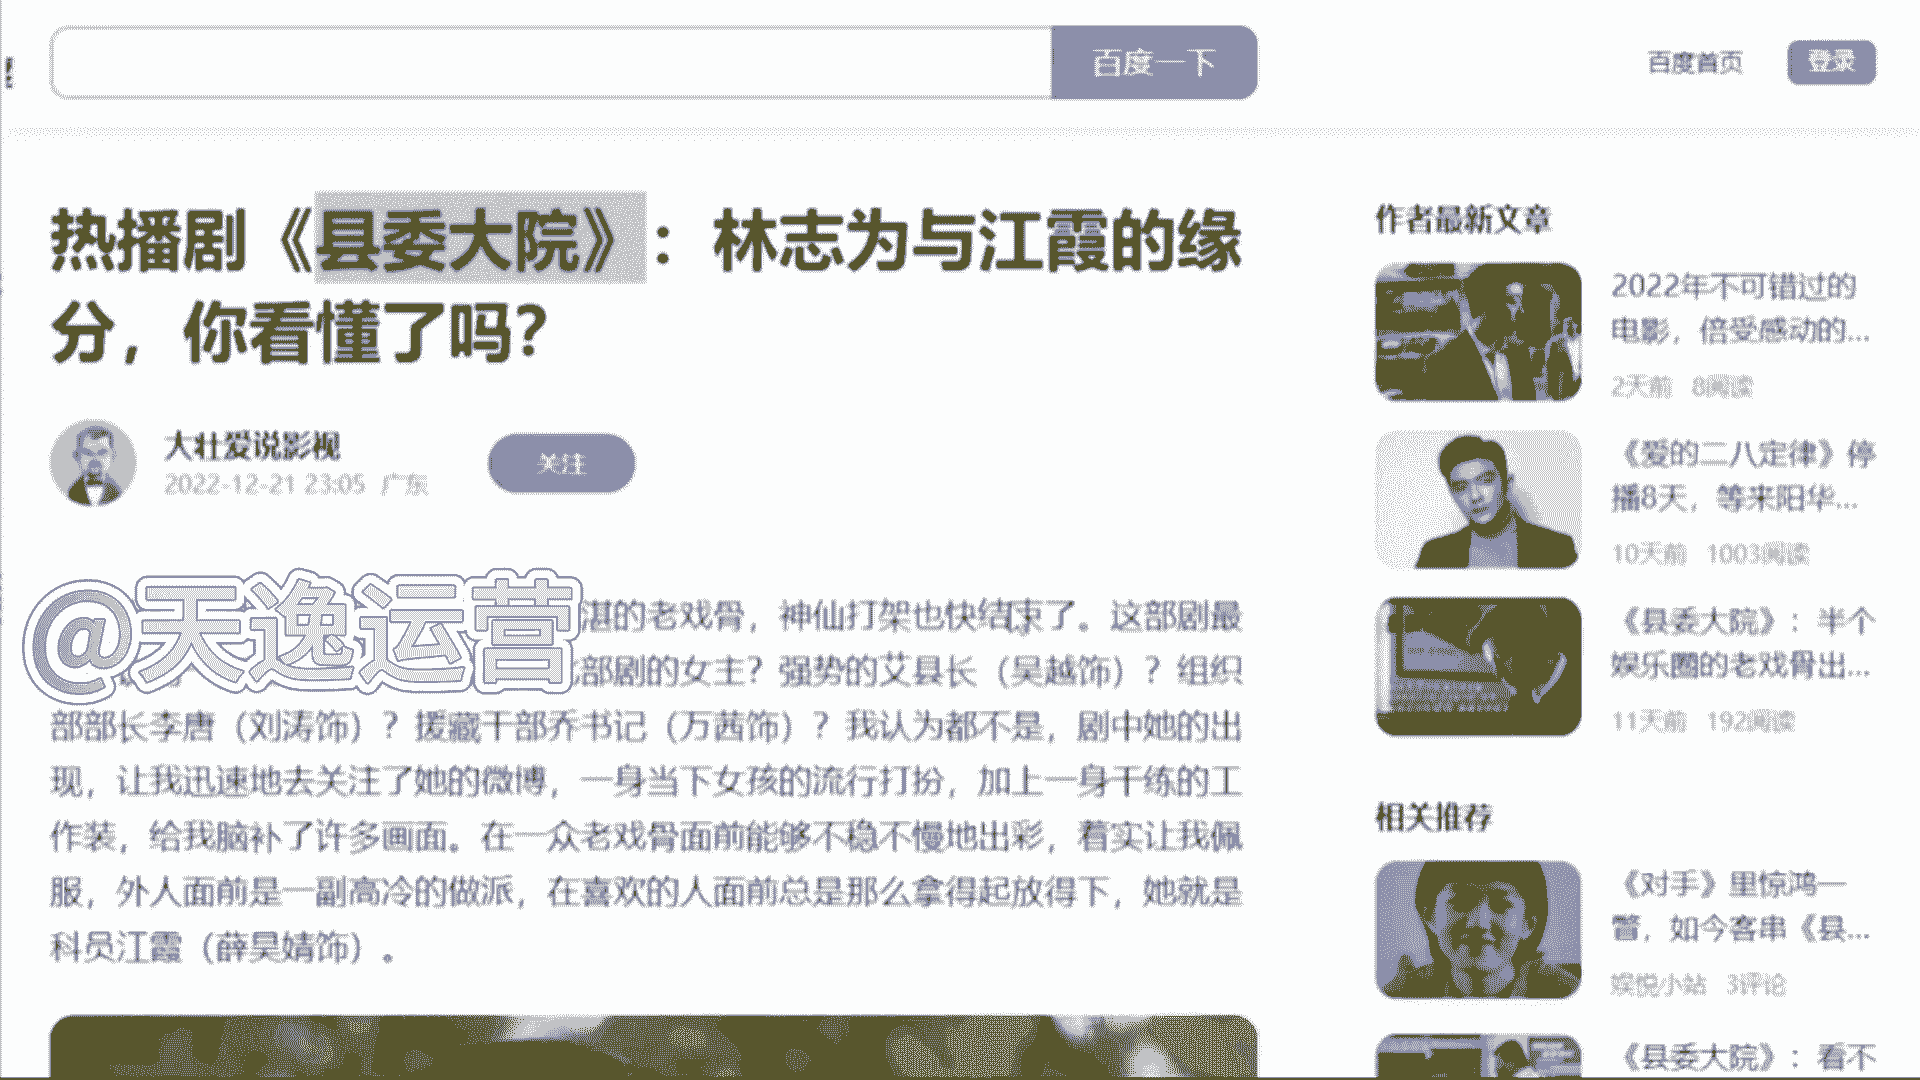 百度一下
百度首页
登录
热播剧《县委大院》：林志为与江霞的缘
分，你看懂了吗？
大壮爱说影视
2022-12-21 23:05 广东
关注
@天逸运营
湛的老戏骨，神仙打架也快结束了。这部剧最
部剧的女主？强势的艾县长（吴越饰）？组织
部部长李唐（刘涛饰）？援藏干部乔书记（万茜饰）？我认为都不是，剧中她的出
现，让我迅速地去关注了她的微博，一身当下女孩的流行打扮，加上一身干练的工
作装，给我脑补了许多画面。在一众老戏骨面前能够不稳不慢地出彩，着实让我佩
服，外人面前是一副高冷的做派，在喜欢的人面前总是那么拿得起放得下，她就是
科员江霞（薛昊婧饰）。
作者最新文章
2022年不可错过的
电影，倍受感动的...
2天前 8阅读
《爱的二八定律》停
播8天，等来阳华...
10天前 1003阅读
《县委大院》：半个
娱乐圈的老戏骨出...
11天前 192阅读
相关推荐
《对手》里惊鸿一
瞥，如今客串《县...
娱悦小站 3评论
《县委大院》：看不